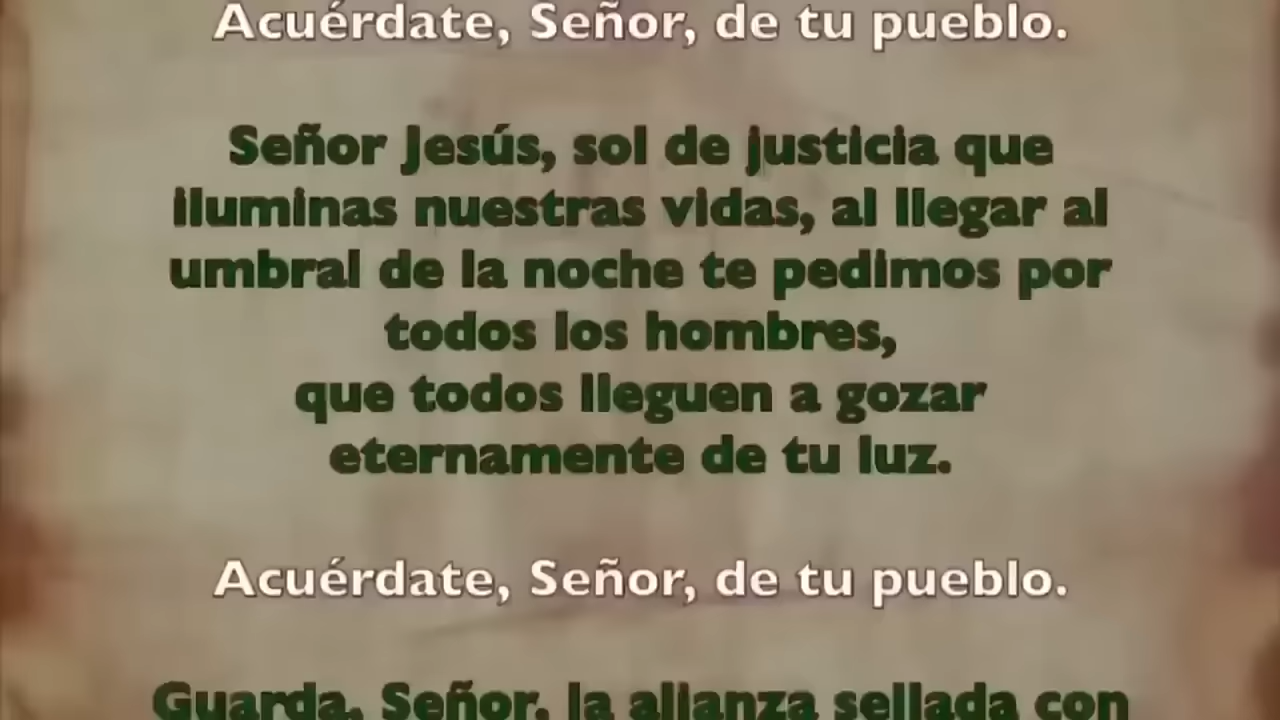 Acuérdate, Señor, de tu pueblo.
Señor Jesús, sol de justicia que
iluminas nuestras vidas, al llegar al
umbral de la noche te pedimos por
todos los hombres,
que todos lleguen a gozar
eternamente de tu luz.
Acuérdate, Señor, de tu pueblo.
Guarda, Señor, la alianza sellada con